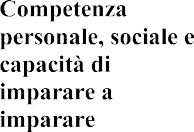 Competenza
personale, sociale e
capacità di
imparare a
imparare